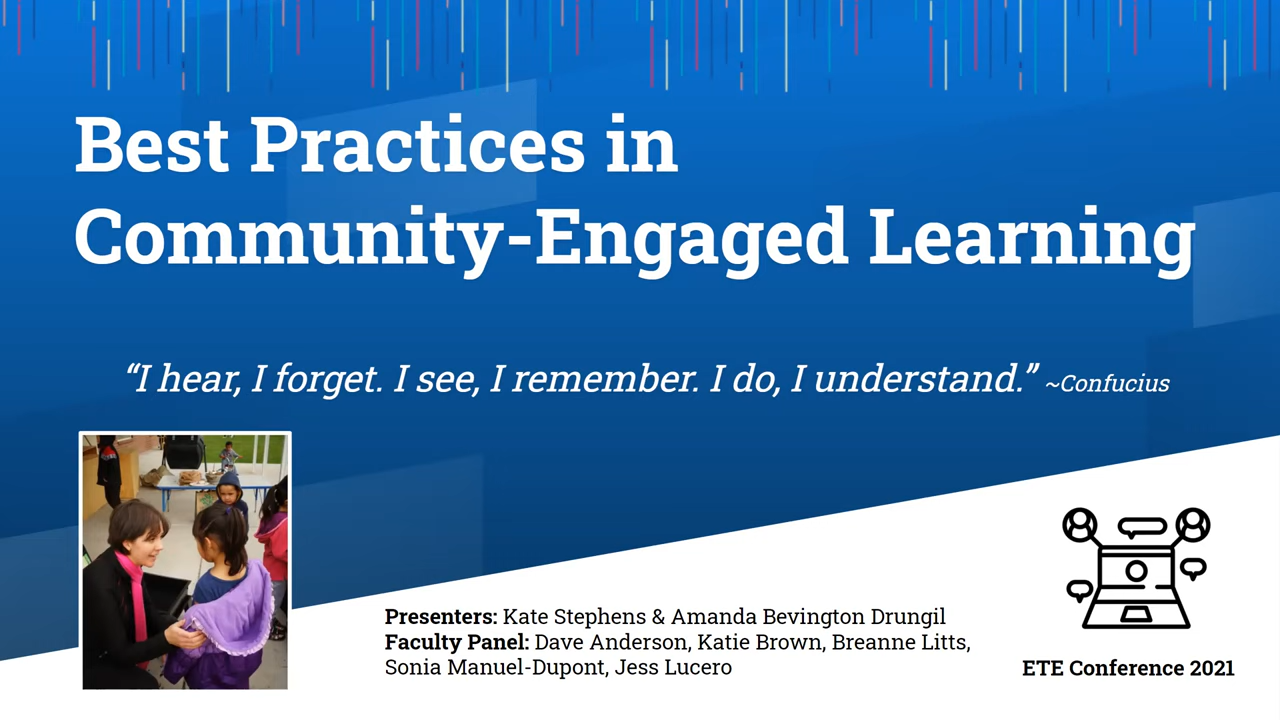 Best Practices in
Community-Engaged Learning
“I hear, I forget. I see, I remember. I do, I understand.” ~Confucius
Presenters: Kate Stephens & Amanda Bevington Drungil
Faculty Panel: Dave Anderson, Katie Brown, Breanne Litts,
Sonia Manuel-Dupont, Jess Lucero
ETE Conference 2021